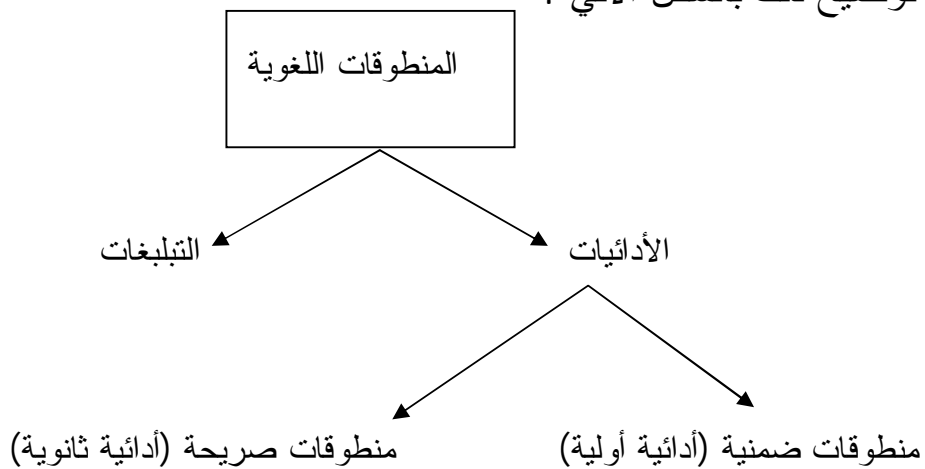 المنطوقات اللغوية
الأدائيات
التبلبغات
منطوقات ضمنية (أدائية أولية)
منطوقات صريحة (أدائية ثانوية)